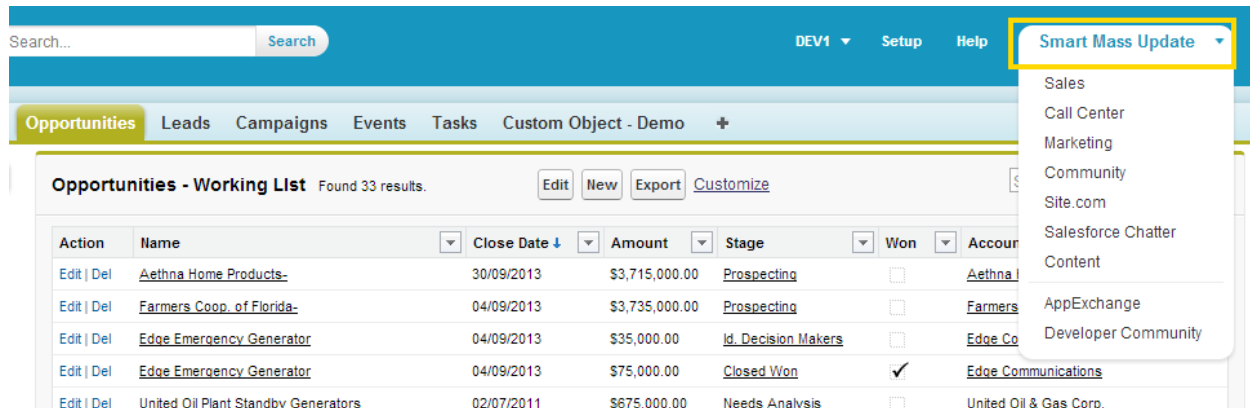 Search... Search DEV1 Setup Help Smart Mass Update
Sales
Call Center
Marketing
Community
Site.com
Salesforce Chatter
Content
AppExchange
Developer Community
Opportunities Leads Campaigns Events Tasks Custom Object - Demo +
Opportunities - Working LIst Found 33 results. Edit New Export Customize S
Action Name Close Date ↓ Amount Stage Won Accoun
Edit | Del Aethna Home Products- 30/09/2013 $3,715,000.00 Prospecting Aethna
Edit | Del Farmers Coop. of Florida- 04/09/2013 $3,735,000.00 Prospecting Farmers
Edit | Del Edge Emergency Generator 04/09/2013 $35,000.00 Id. Decision Makers Edge Co
Edit | Del Edge Emergency Generator 04/09/2013 $75,000.00 Closed Won Edge Communications
Edit | Del United Oil Plant Standby Generators 02/07/2011 $675,000.00 Needs Analysis United Oil & Gas Corp.